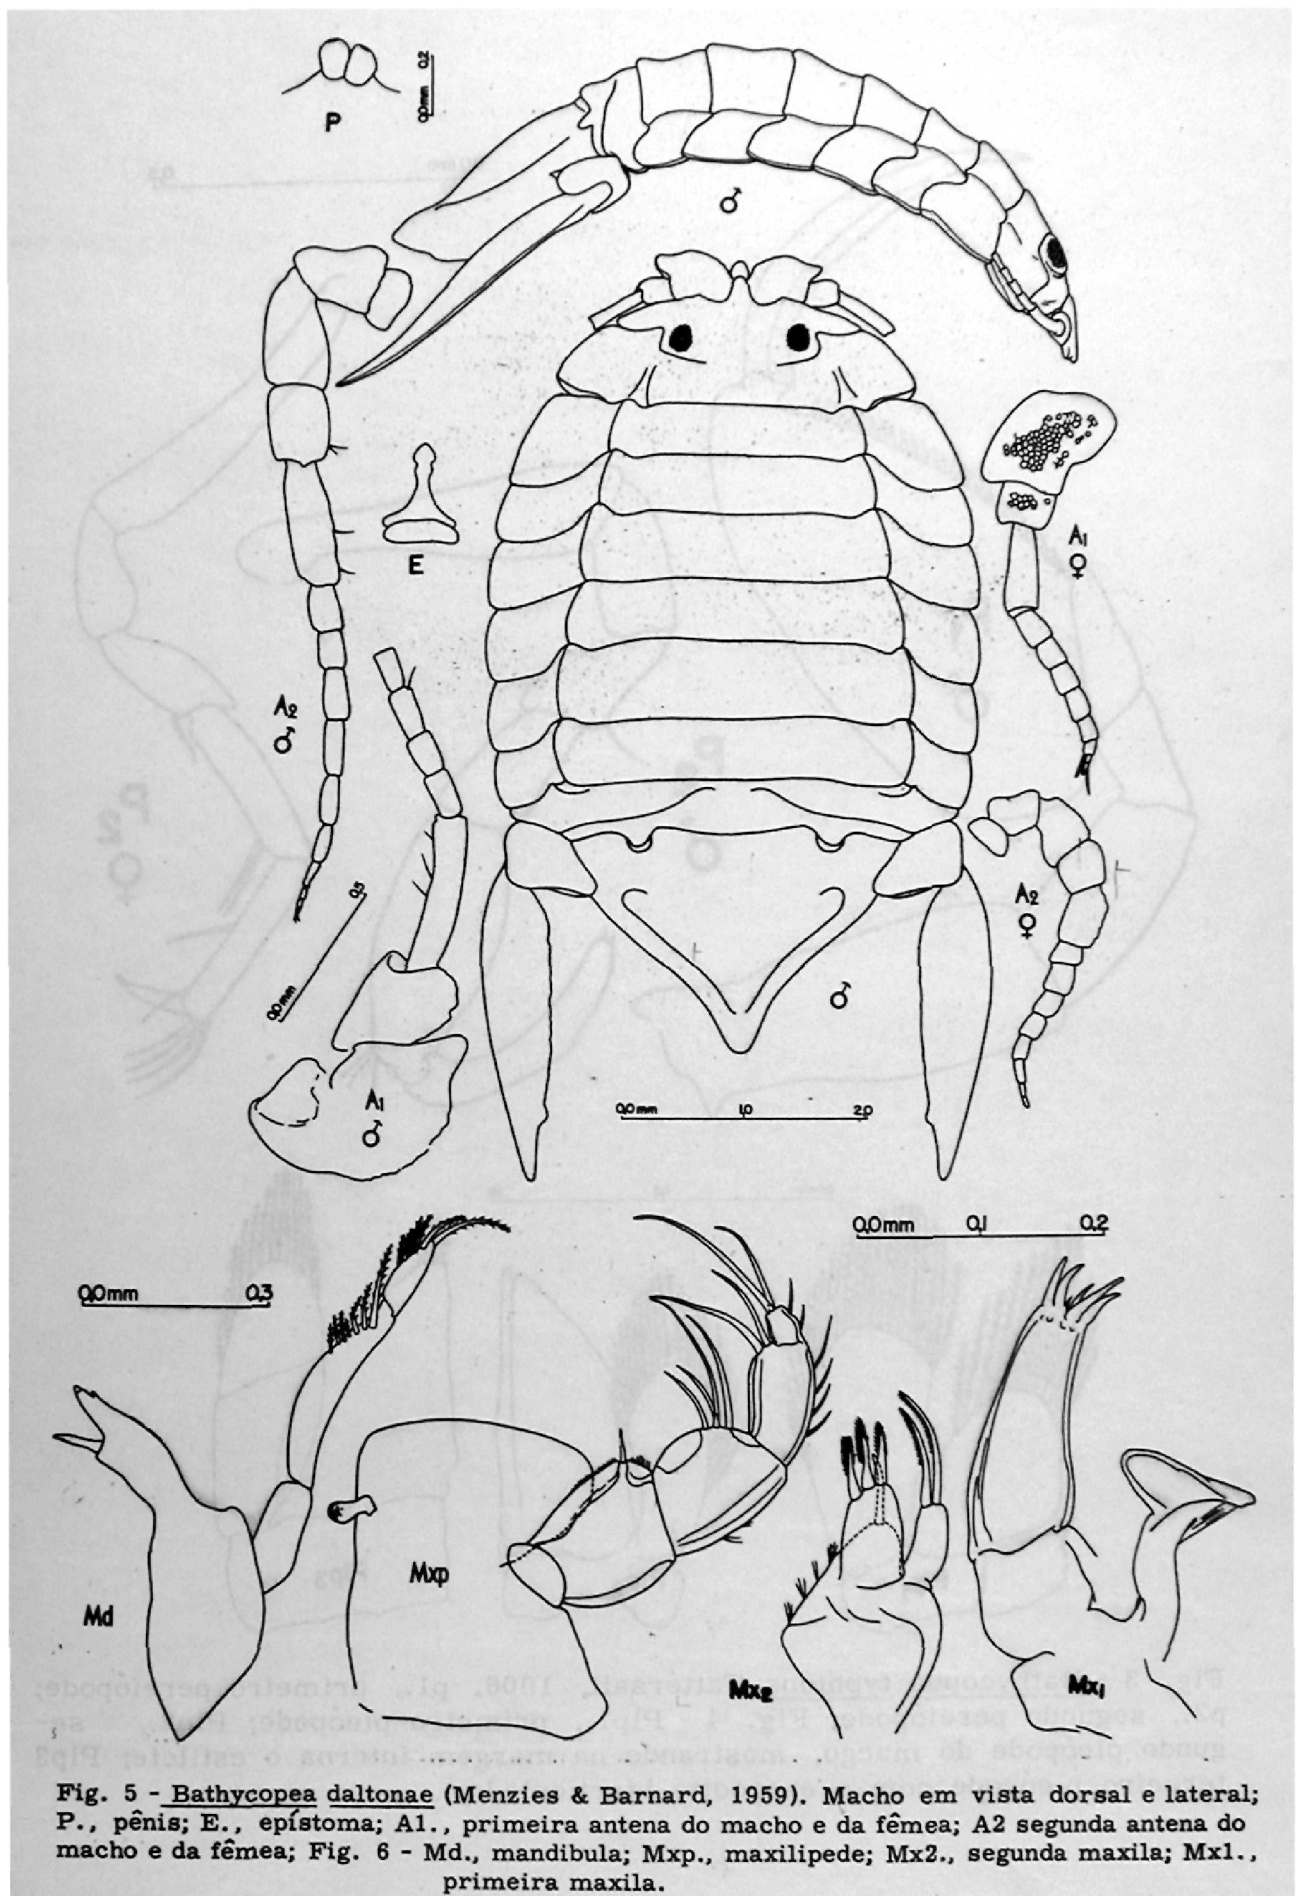 P
0,0mm 0,2
♂
E
A1
♀
A2
♂
A2
♀
0,0mm 0,5
♂
A1
♂
0,0mm 1,0 2,0
0,0mm 0,1 0,2
0,0mm 0,3
Mxp
Md
Mx2
Mx1
Fig. 5 - Bathycopea daltonae (Menzies & Barnard, 1959). Macho em vista dorsal e lateral;
P., pênis; E., epístoma; A1., primeira antena do macho e da fêmea; A2 segunda antena do
macho e da fêmea; Fig. 6 - Md., mandibula; Mxp., maxilipede; Mx2., segunda maxila; Mx1.,
primeira maxila.